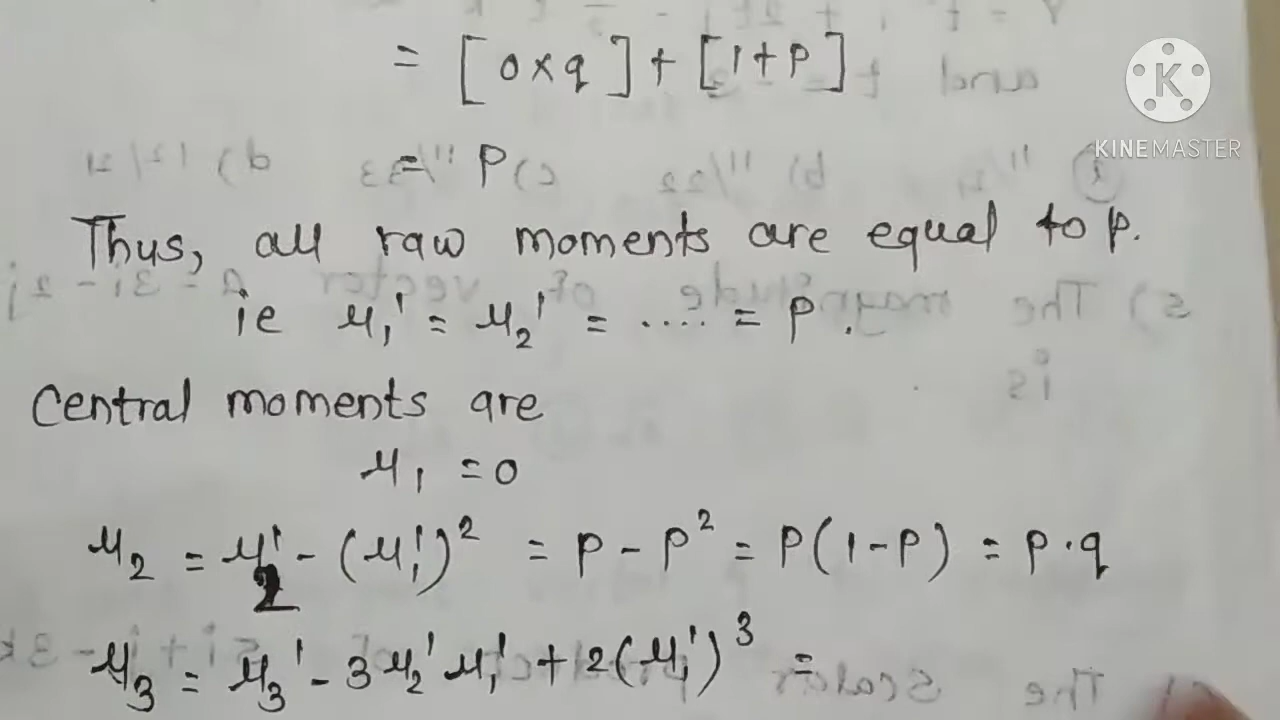 = [0×q] + [1+p]
KINEMASTER
= p
Thus, all raw moments are equal to p.
ie μ₁' = μ₂' = .... = p.
Central moments are
μ₁ = 0
μ₂ = μ₂' - (μ₁')² = p - p² = p(1-p) = p·q
μ₃ = μ₃' - 3μ₂'μ₁' + 2(μ₁')³ =